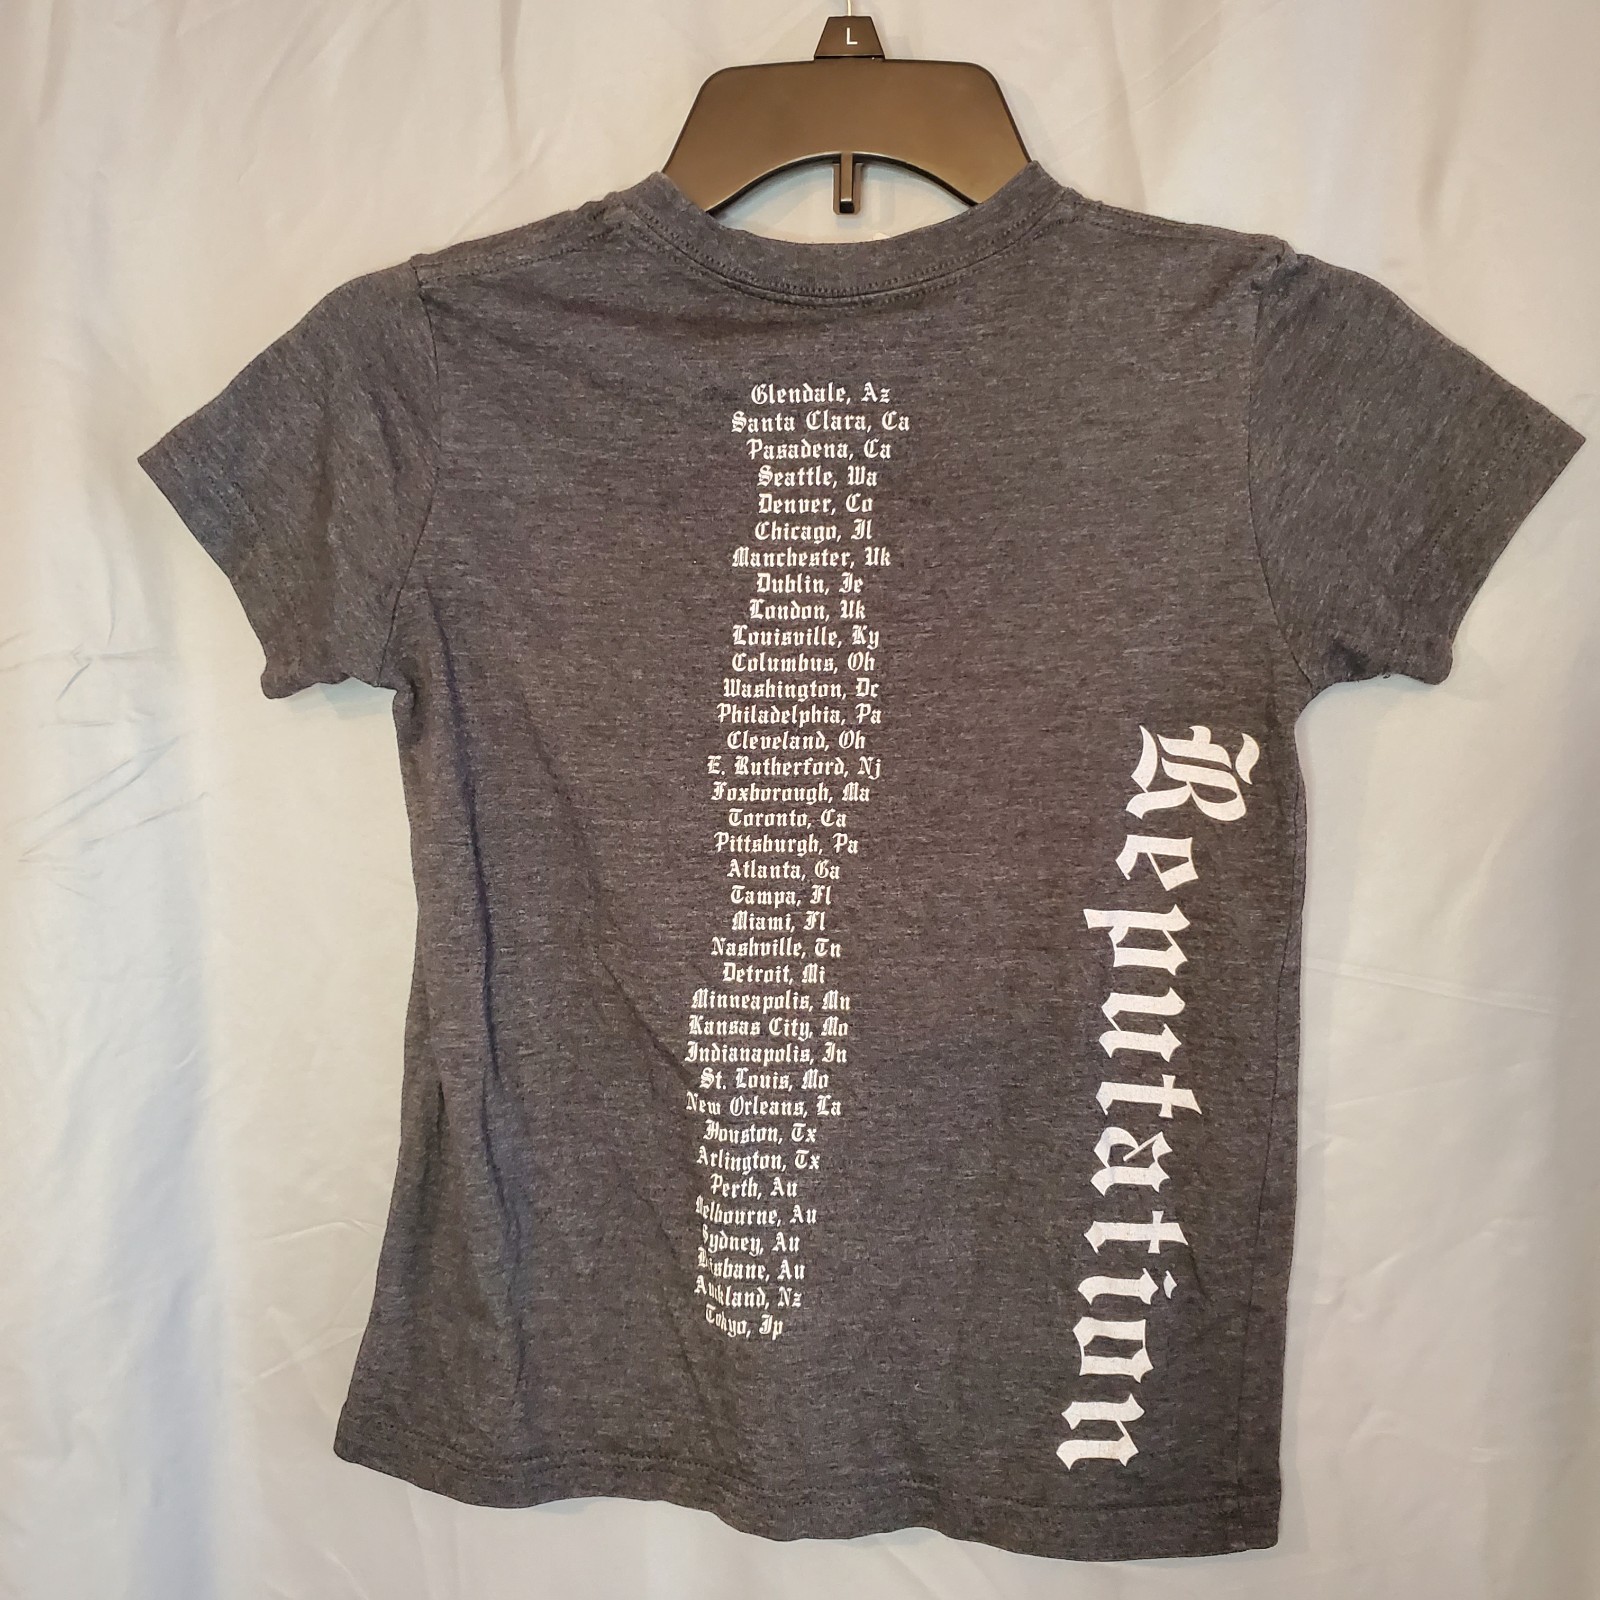 L
Glendale, Az
Santa Clara, Ca
Pasadena, Ca
Seattle, Wa
Denver, Co
Chicago, Il
Manchester, Uk
Dublin, Ie
London, Uk
Louisville, Ky
Columbus, Oh
Washington, Dc
Philadelphia, Pa
Cleveland, Oh
E. Rutherford, Nj
Foxborough, Ma
Toronto, Ca
Pittsburgh, Pa
Atlanta, Ga
Tampa, Fl
Miami, Fl
Nashville, Tn
Detroit, Mi
Minneapolis, Mn
Kansas City, Mo
Indianapolis, In
St. Louis, Mo
New Orleans, La
Houston, Tx
Arlington, Tx
Perth, Au
Melbourne, Au
Sydney, Au
Brisbane, Au
Auckland, Nz
Tokyo, Jp
Reputation